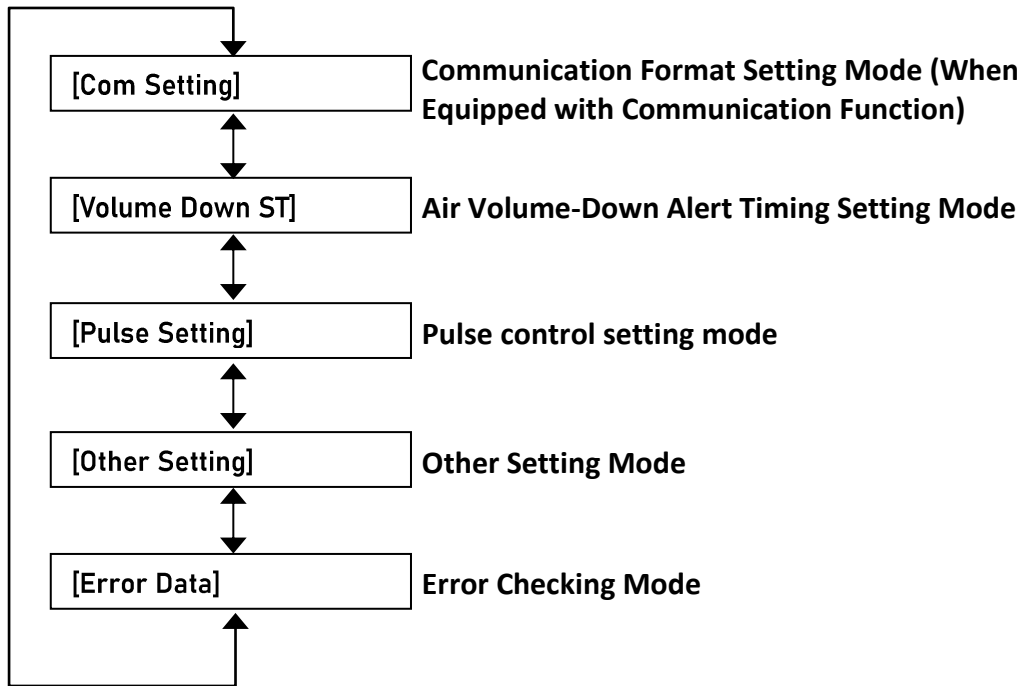 [Com Setting]
Communication Format Setting Mode (When
Equipped with Communication Function)
[Volume Down ST]
Air Volume-Down Alert Timing Setting Mode
[Pulse Setting]
Pulse control setting mode
[Other Setting]
Other Setting Mode
[Error Data]
Error Checking Mode